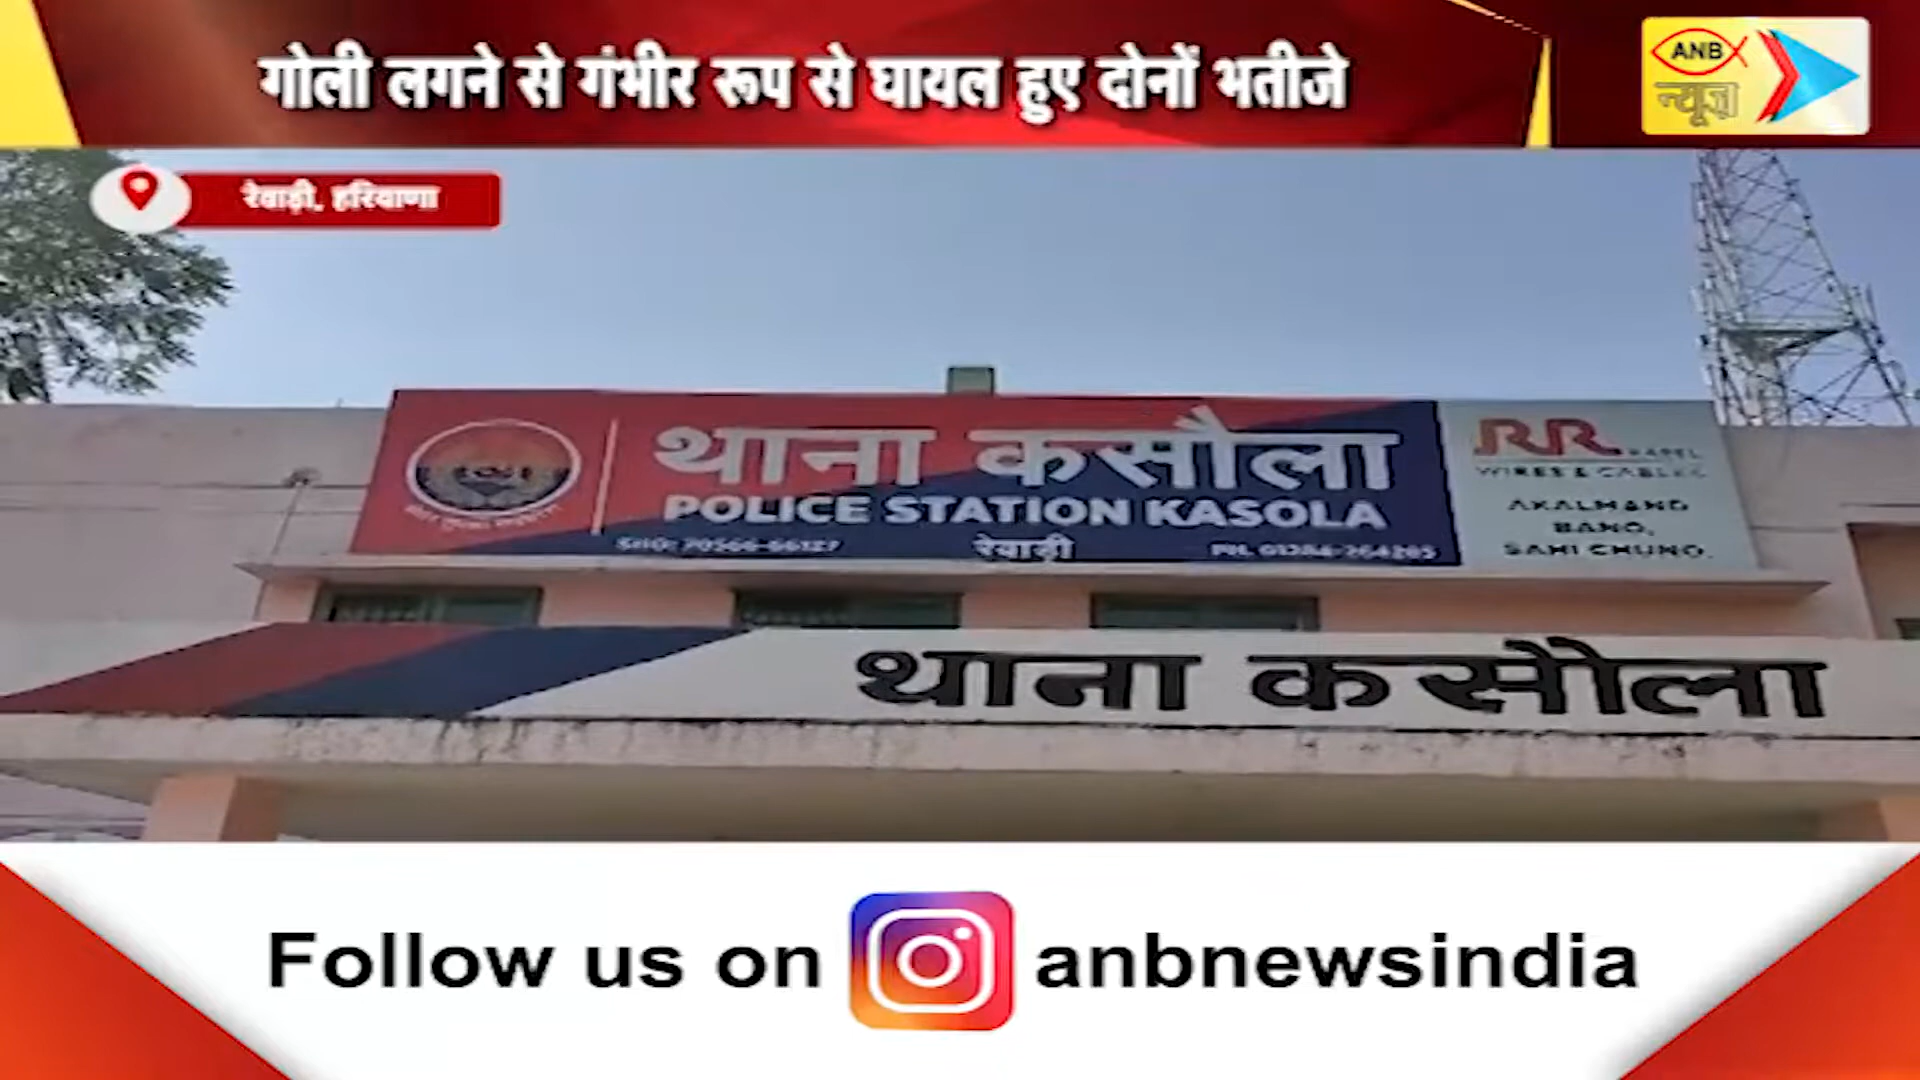 गोली लगने से गंभीर रूप से घायल हुए दोनों भतीजे
ANB
न्यूज़
रेवाड़ी, हरियाणा
थाना कसौला
POLICE STATION KASOLA
रेवाड़ी
RR KABEL
WIRES & CABLES
AKALMAND
BANO,
SAHI CHUNO.
थाना कसौला
Follow us on anbnewsindia